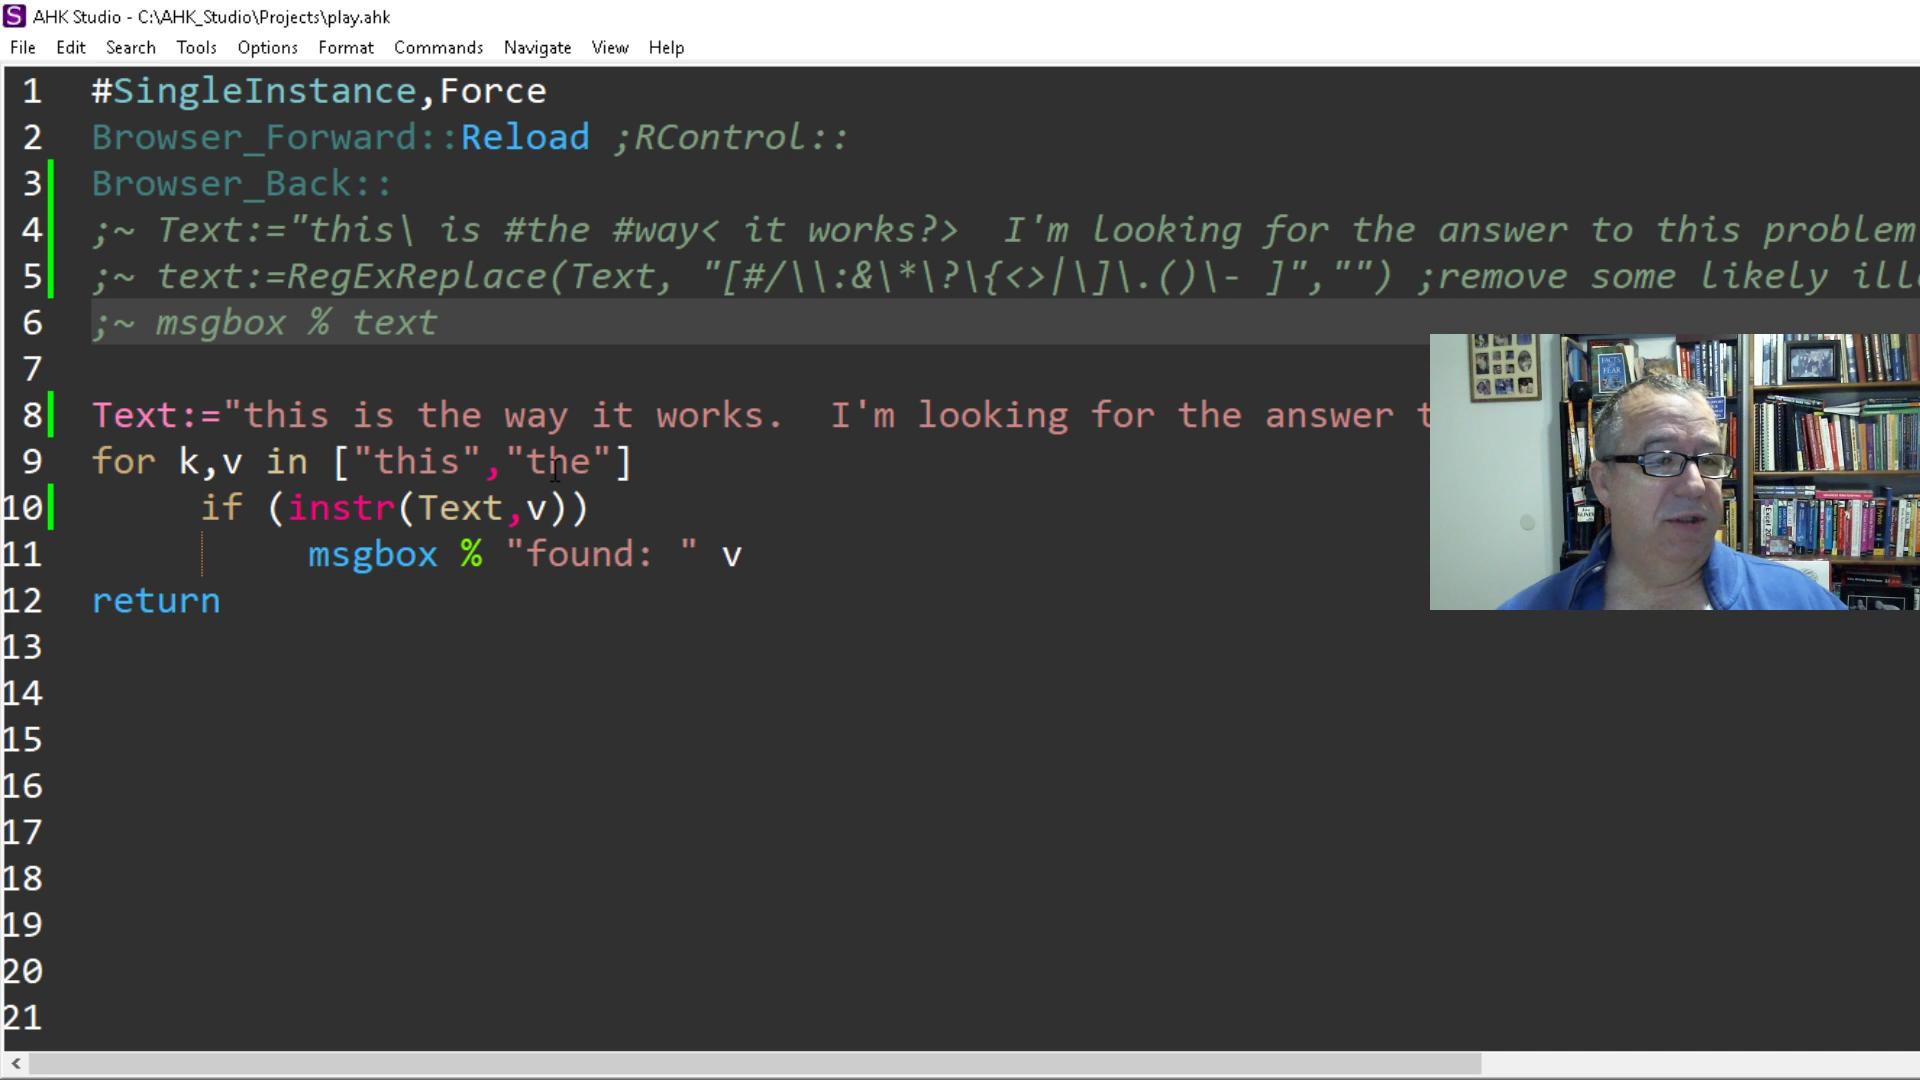 AHK Studio - C:\AHK_Studio\Projects\play.ahk
File Edit Search Tools Options Format Commands Navigate View Help
1 #SingleInstance,Force
2 Browser_Forward::Reload ;RControl::
3 Browser_Back::
4 ;~ Text:="this\ is #the #way< it works?>  I'm looking for the answer to this problem
5 ;~ text:=RegExReplace(Text, "[#/\\:&\*\?\{<>|\]\.()\- ]","") ;remove some likely
6 ;~ msgbox % text
7
8 Text:="this is the way it works.  I'm looking for the answer
9 for k,v in ["this","the"]
10 if (instr(Text,v))
11 msgbox % "found: " v
12 return
13
14
15
16
17
18
19
20
21